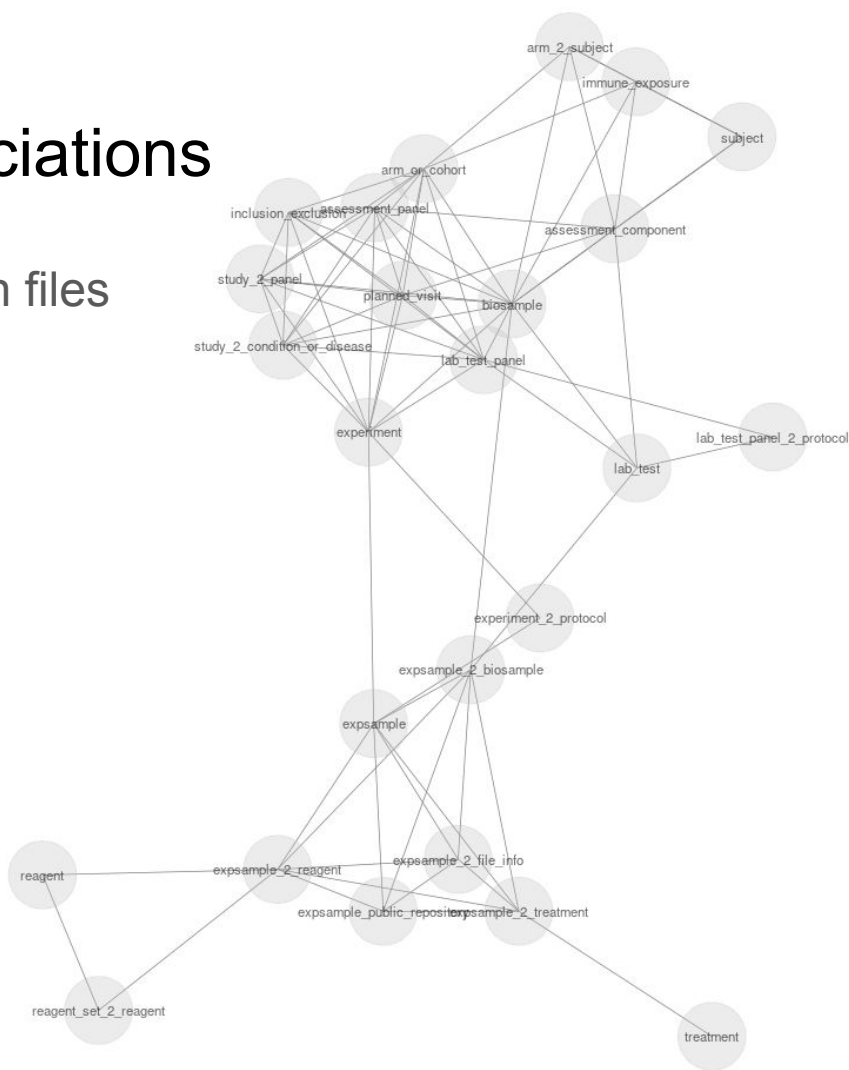 arm_2_subject
immune_exposure
subject
ciations
arm_or_cohort
inclusion_exclusion
assessment_panel
assessment_component
study_2_panel
n files
planned_visit
biosample
study_2_condition_or_disease
lab_test_panel
experiment
lab_test_panel_2_protocol
lab_test
experiment_2_protocol
expsample_2_biosample
expsample
expsample_2_file_info
expsample_2_reagent
reagent
expsample_public_repository
expsample_2_treatment
reagent_set_2_reagent
treatment